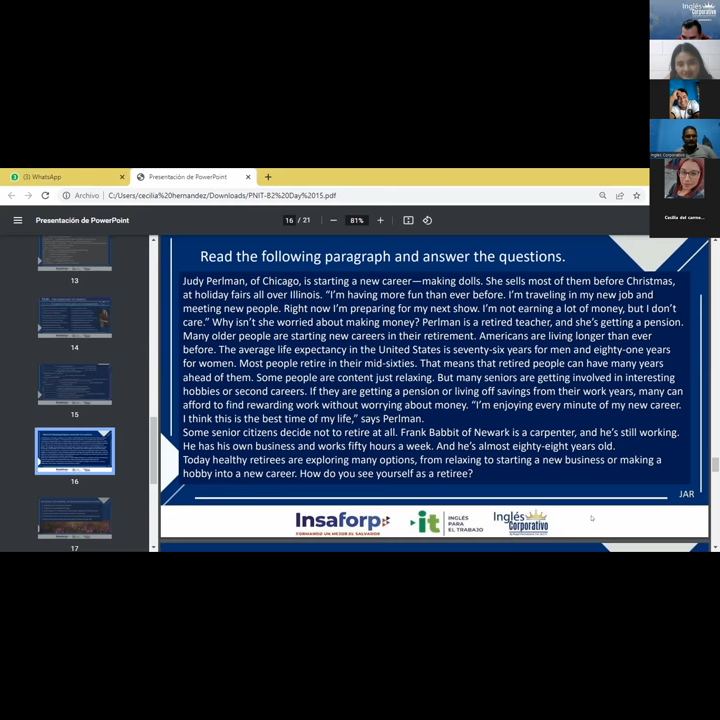 Inglés
Corporativo
(3) WhatsApp
Presentación de PowerPoint
Archivo
C:/Users/cecilia%20hernandez/Downloads/PNIT-B2%20Day%2015.pdf
Presentación de PowerPoint
16 / 21
81%
Inglés Corporativo
Cecilia del carme...
13
14
15
16
17
Read the following paragraph and answer the questions.
Judy Perlman, of Chicago, is starting a new career—making dolls. She sells most of them before Christmas,
at holiday fairs all over Illinois. “I’m having more fun than ever before. I’m traveling in my new job and
meeting new people. Right now I’m preparing for my next show. I’m not earning a lot of money, but I don’t
care.” Why isn’t she worried about making money? Perlman is a retired teacher, and she’s getting a pension.
Many older people are starting new careers in their retirement. Americans are living longer than ever
before. The average life expectancy in the United States is seventy-six years for men and eighty-one years
for women. Most people retire in their mid-sixties. That means that retired people can have many years
ahead of them. Some people are content just relaxing. But many seniors are getting involved in interesting
hobbies or second careers. If they are getting a pension or living off savings from their work years, many can
afford to find rewarding work without worrying about money. “I’m enjoying every minute of my new career.
I think this is the best time of my life,” says Perlman.
Some senior citizens decide not to retire at all. Frank Babbit of Newark is a carpenter, and he’s still working.
He has his own business and works fifty hours a week. And he’s almost eighty-eight years old.
Today healthy retirees are exploring many options, from relaxing to starting a new business or making a
hobby into a new career. How do you see yourself as a retiree?
JAR
Insaforp
FORMANDO UN MEJOR EL SALVADOR
it
INGLÉS
PARA
EL TRABAJO
Inglés
Corporativo